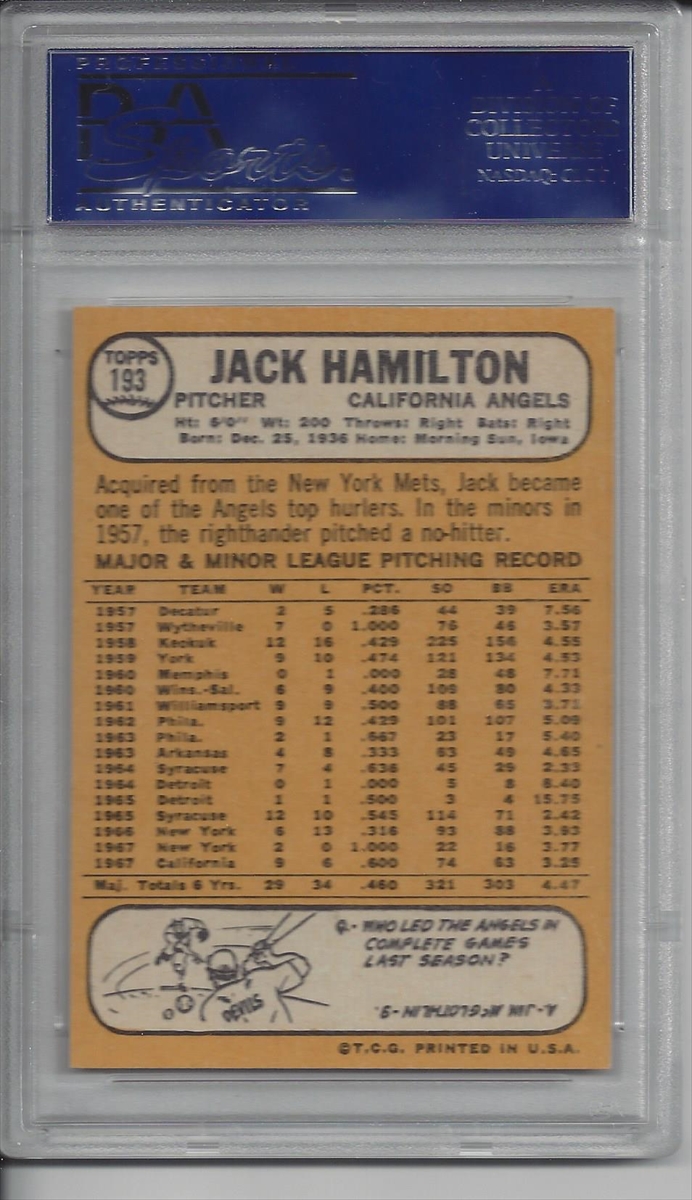 PROFESSIONAL
PSA
Sports.
AUTHENTICATOR
A
DIVISION OF
COLLECTORS
UNIVERSE
NASDAQ: CLCT
TOPPS
193
JACK HAMILTON
PITCHER CALIFORNIA ANGELS
Ht: 6'0" Wt: 200 Throws: Right Bats: Right
Born: Dec. 25, 1936 Home: Morning Sun, Iowa
Acquired from the New York Mets, Jack became
one of the Angels top hurlers. In the minors in
1957, the righthander pitched a no-hitter.
MAJOR & MINOR LEAGUE PITCHING RECORD
YEAR TEAM W L PCT. SO BB ERA
1957 Decatur 2 5 .286 44 39 7.56
1957 Wytheville 7 0 1.000 76 46 3.57
1958 Keokuk 12 16 .429 225 156 4.55
1959 York 9 10 .474 121 134 4.53
1960 Memphis 0 1 .000 28 48 7.71
1960 Wins.-Sal. 6 9 .400 109 80 4.33
1961 Williamsport 9 9 .500 88 65 3.71
1962 Phila. 9 12 .429 101 107 5.09
1963 Phila. 2 1 .667 23 17 5.40
1963 Arkansas 4 8 .333 63 49 4.65
1964 Syracuse 7 4 .636 45 29 2.33
1964 Detroit 0 1 .000 5 8 8.40
1965 Detroit 1 1 .500 3 4 15.75
1965 Syracuse 12 10 .545 114 71 2.42
1966 New York 6 13 .316 93 88 3.93
1967 New York 2 0 1.000 22 16 3.77
1967 California 9 6 .600 74 63 3.25
Maj. Totals 6 Yrs. 29 34 .460 321 303 4.47
Q.- WHO LED THE ANGELS IN
COMPLETE GAMES
LAST SEASON?
A.- JIM McGLOTHLIN - 9.
DEVILS
©T.C.G. PRINTED IN U.S.A.